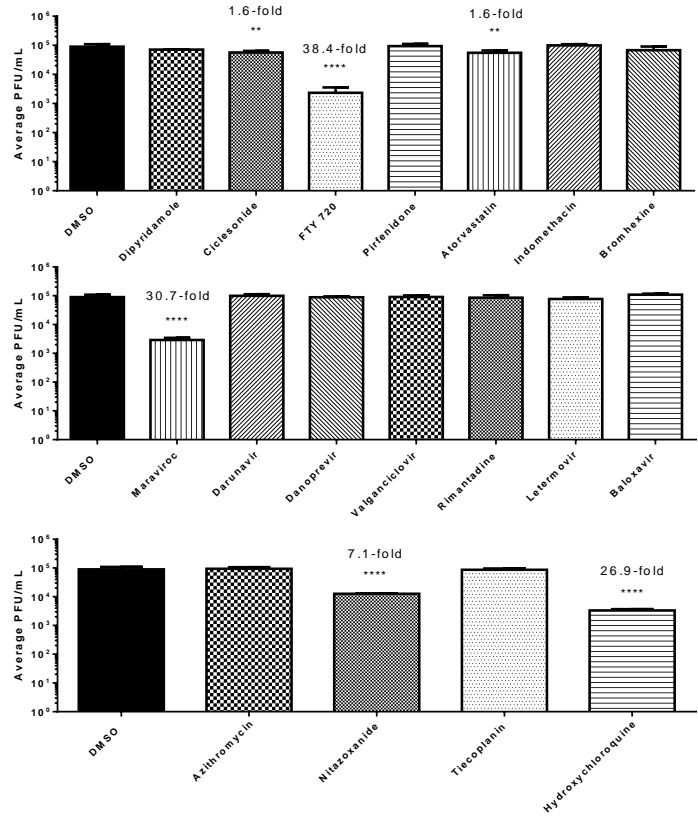 1.6-fold
**
1.6-fold
**
38.4-fold
****
Average PFU/mL
10⁶
10⁵
10⁴
10³
10²
10¹
10⁰
DMSO
Dipyridamole
Ciclesonide
FTY 720
Pirfenidone
Atorvastatin
Indomethacin
Bromhexine
30.7-fold
****
Average PFU/mL
10⁶
10⁵
10⁴
10³
10²
10¹
10⁰
DMSO
Maraviroc
Darunavir
Danoprevir
Valganciclovir
Rimantadine
Letermovir
Baloxavir
7.1-fold
****
26.9-fold
****
Average PFU/mL
10⁶
10⁵
10⁴
10³
10²
10¹
10⁰
DMSO
Azithromycin
Nitazoxanide
Tiecoplanin
Hydroxychloroquine